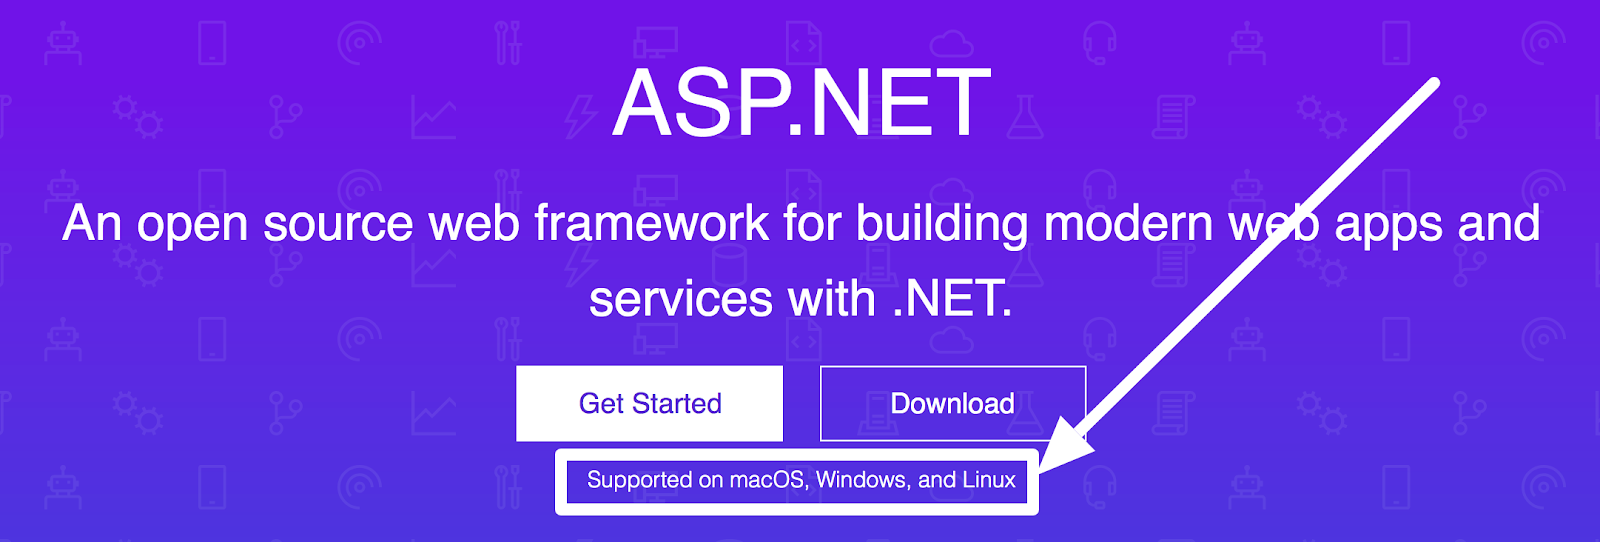 ASP.NET
An open source web framework for building modern web apps and
services with .NET.
Get Started
Download
Supported on macOS, Windows, and Linux